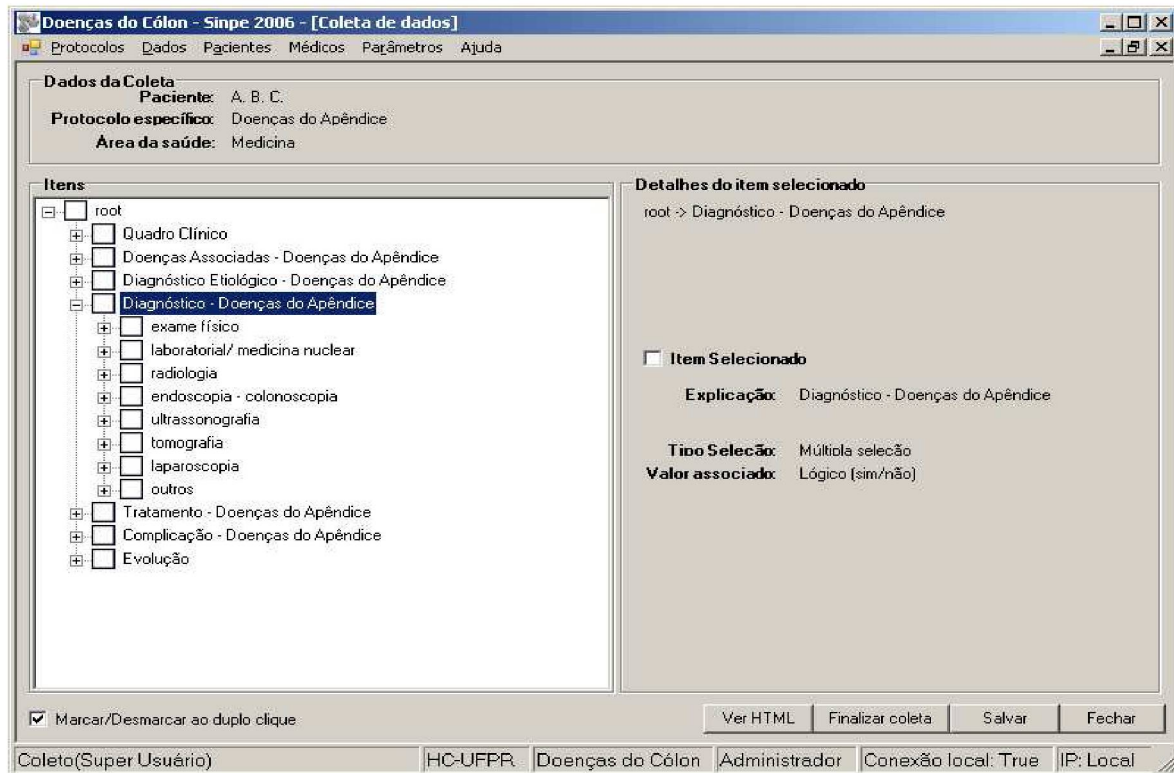 Doenças do Cólon - Sinpe 2006 - [Coleta de dados]
Protocolos Dados Pacientes Médicos Parâmetros Ajuda
Dados da Coleta
Paciente: A. B. C.
Protocolo específico: Doenças do Apêndice
Área da saúde: Medicina
Itens
root
Quadro Clínico
Doenças Associadas - Doenças do Apêndice
Diagnóstico Etiológico - Doenças do Apêndice
Diagnóstico - Doenças do Apêndice
exame físico
laboratorial/ medicina nuclear
radiologia
endoscopia - colonoscopia
ultrassonografia
tomografia
laparoscopia
outros
Tratamento - Doenças do Apêndice
Complicação - Doenças do Apêndice
Evolução
Detalhes do item selecionado
root -> Diagnóstico - Doenças do Apêndice
Item Selecionado
Explicação: Diagnóstico - Doenças do Apêndice
Tipo Seleção: Múltipla seleção
Valor associado: Lógico (sim/não)
Marcar/Desmarcar ao duplo clique
Ver HTML Finalizar coleta Salvar Fechar
Coleto(Super Usuário) HC-UFPR Doenças do Cólon Administrador Conexão local: True IP: Local